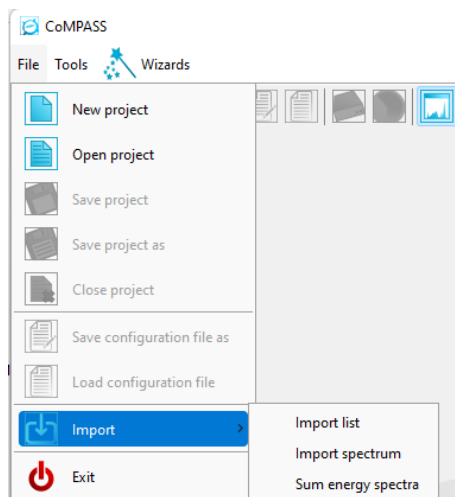 CoMPASS
File Tools Wizards
New project
Open project
Save project
Save project as
Close project
Save configuration file as
Load configuration file
Import
Import list
Import spectrum
Exit
Sum energy spectra